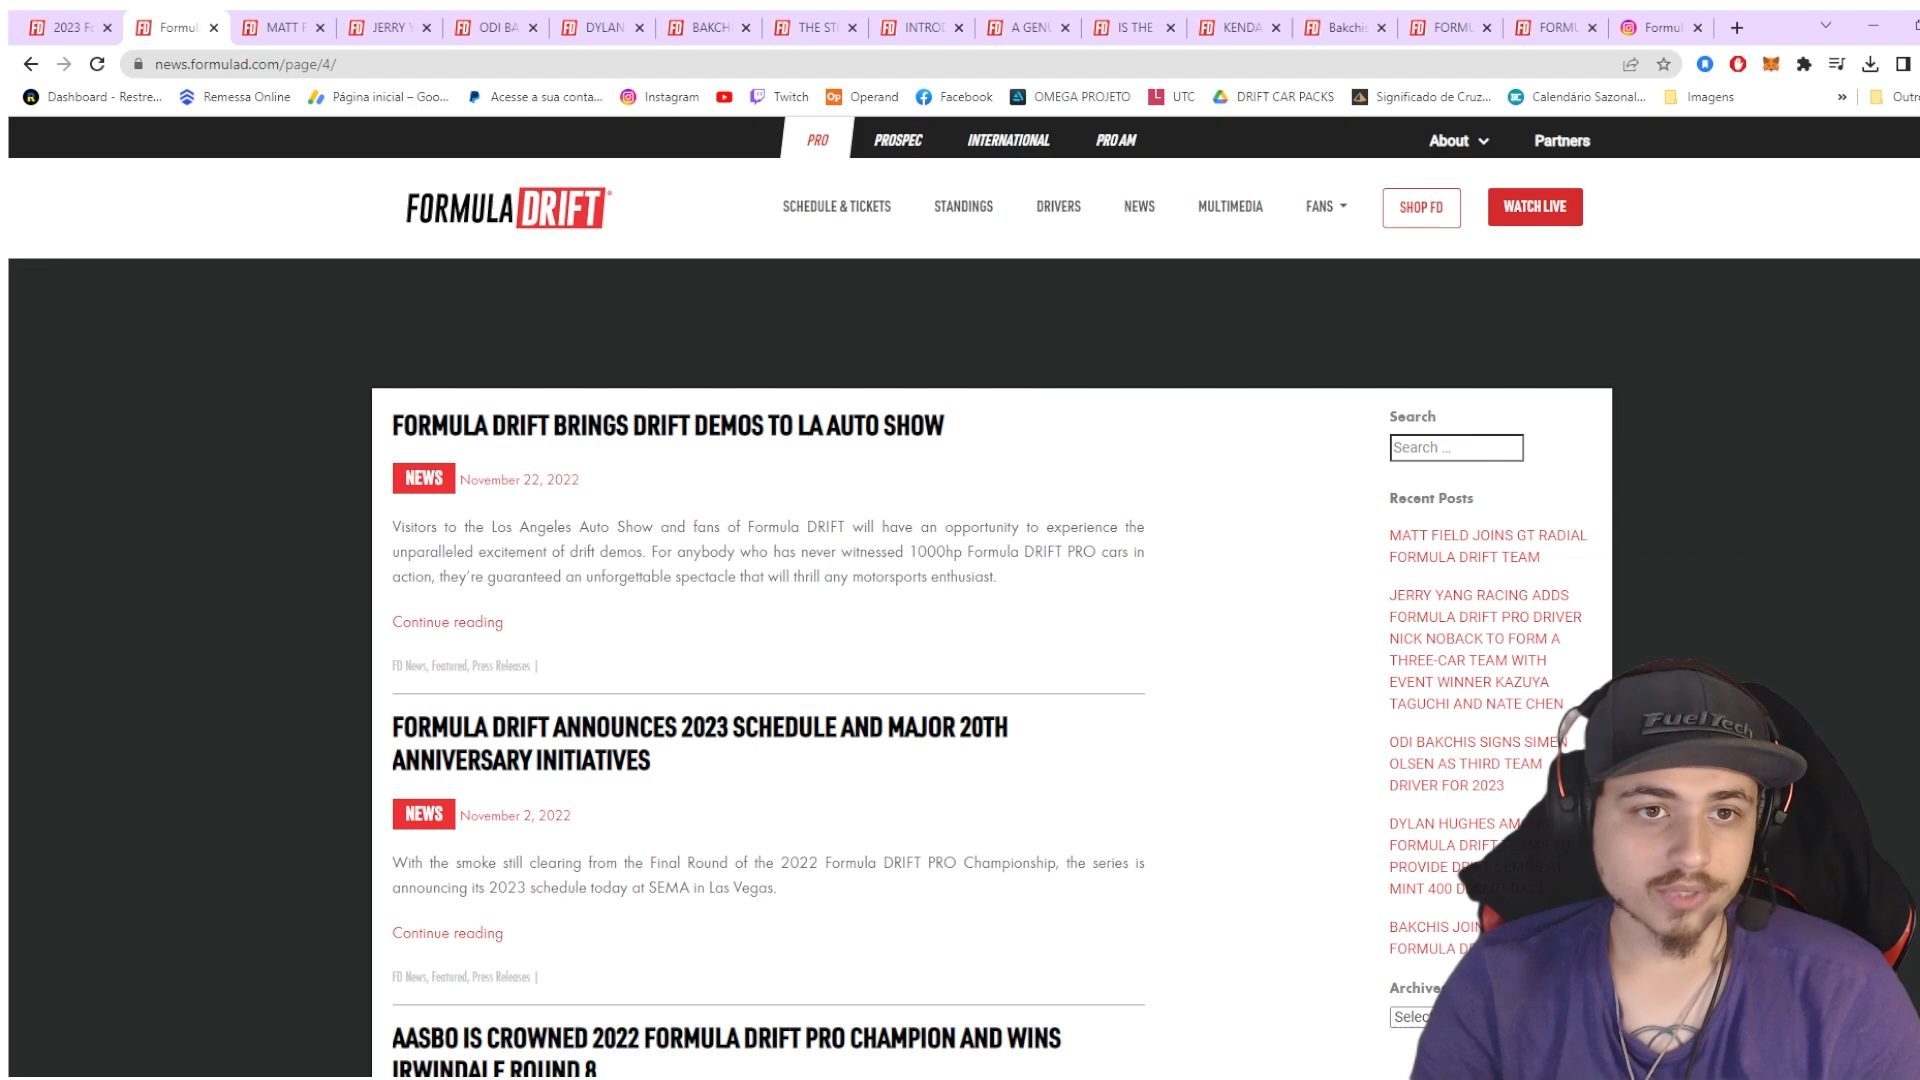 2023 Fo
Formul
MATT F
JERRY Y
ODI BA
DYLAN
BAKCHI
THE ST
INTROD
A GENU
IS THE
KENDA
Bakchis
FORMU
FORMU
Formul
news.formulad.com/page/4/
Dashboard - Restre...
Remessa Online
Página inicial – Goo...
Acesse a sua conta...
Instagram
Twitch
Operand
Facebook
OMEGA PROJETO
UTC
DRIFT CAR PACKS
Significado de Cruz...
Calendário Sazonal...
Imagens
»
Outro
PRO
PROSPEC
INTERNATIONAL
PRO AM
About
Partners
FORMULA DRIFT
SCHEDULE & TICKETS
STANDINGS
DRIVERS
NEWS
MULTIMEDIA
FANS
SHOP FD
WATCH LIVE
FORMULA DRIFT BRINGS DRIFT DEMOS TO LA AUTO SHOW
NEWS November 22, 2022
Visitors to the Los Angeles Auto Show and fans of Formula DRIFT will have an opportunity to experience the
unparalleled excitement of drift demos. For anybody who has never witnessed 1000hp Formula DRIFT PRO cars in
action, they’re guaranteed an unforgettable spectacle that will thrill any motorsports enthusiast.
Continue reading
FD News, Featured, Press Releases |
FORMULA DRIFT ANNOUNCES 2023 SCHEDULE AND MAJOR 20TH
ANNIVERSARY INITIATIVES
NEWS November 2, 2022
With the smoke still clearing from the Final Round of the 2022 Formula DRIFT PRO Championship, the series is
announcing its 2023 schedule today at SEMA in Las Vegas.
Continue reading
FD News, Featured, Press Releases |
AASBO IS CROWNED 2022 FORMULA DRIFT PRO CHAMPION AND WINS
IRWINDALE ROUND 8
Search
Search ...
Recent Posts
MATT FIELD JOINS GT RADIAL
FORMULA DRIFT TEAM
JERRY YANG RACING ADDS
FORMULA DRIFT PRO DRIVER
NICK NOBACK TO FORM A
THREE-CAR TEAM WITH
EVENT WINNER KAZUYA
TAGUCHI AND NATE CHEN
ODI BAKCHIS SIGNS SIMEN
OLSEN AS THIRD TEAM
DRIVER FOR 2023
DYLAN HUGHES AM
FORMULA DRIFT
PROVIDE DR
MINT 400 D
BAKCHIS JOIN
FORMULA D
Archive
Selec
FuelTech